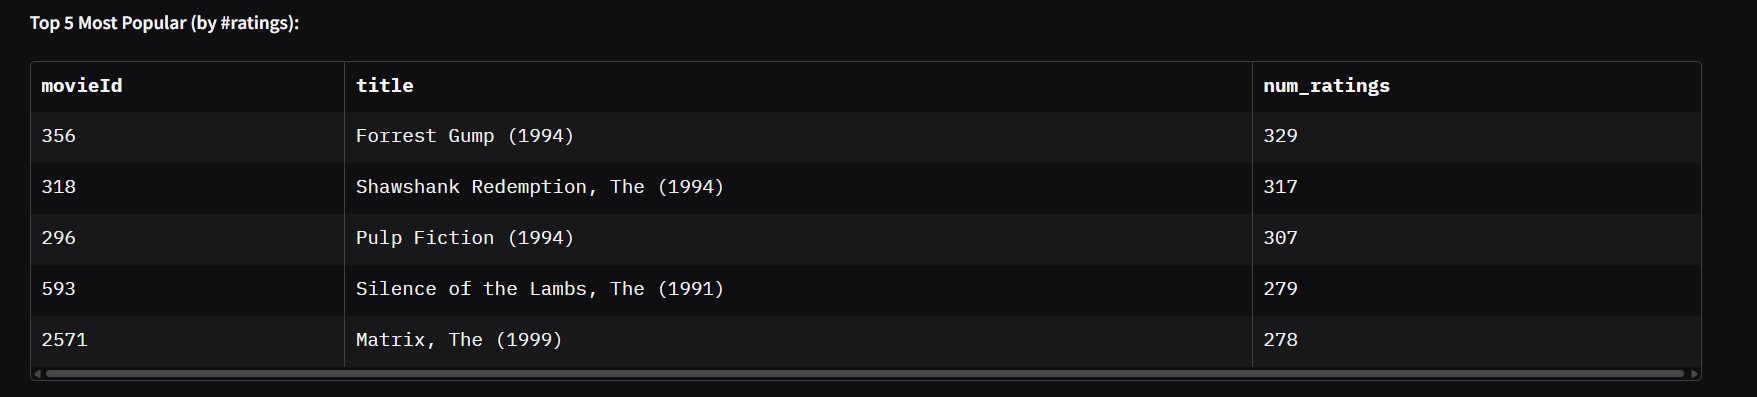 Top 5 Most Popular (by #ratings):
movieId title num_ratings
356 Forrest Gump (1994) 329
318 Shawshank Redemption, The (1994) 317
296 Pulp Fiction (1994) 307
593 Silence of the Lambs, The (1991) 279
2571 Matrix, The (1999) 278